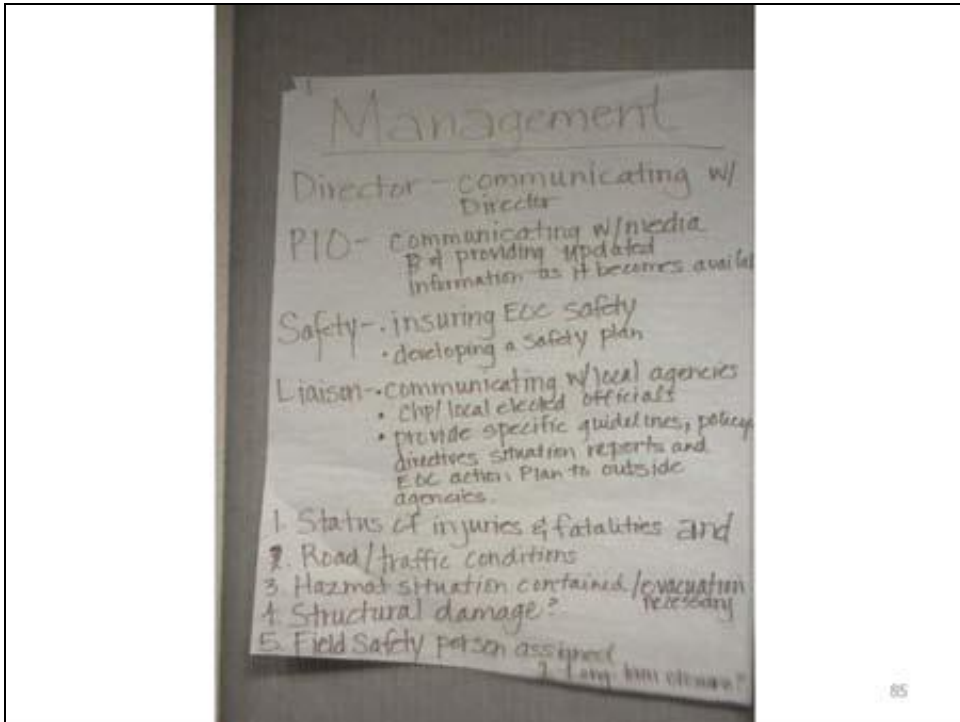 Management
Director - communicating w/
Director
PIO - communicating w/media
providing updated
information as it becomes availab
Safety - . insuring EOC safety
• developing a safety plan
Liaison - . communicating w/local agencies
• Chp/ local elected officials
• provide specific guidelines, policy,
directives situation reports and
EOC action Plan to outside
agencies.
1. Status of injuries & fatalities and
2. Road/traffic conditions
3 Hazmat situation contained/evacuation
necessary
4. Structural damage?
5. Field Safety person assigned
Long term
85